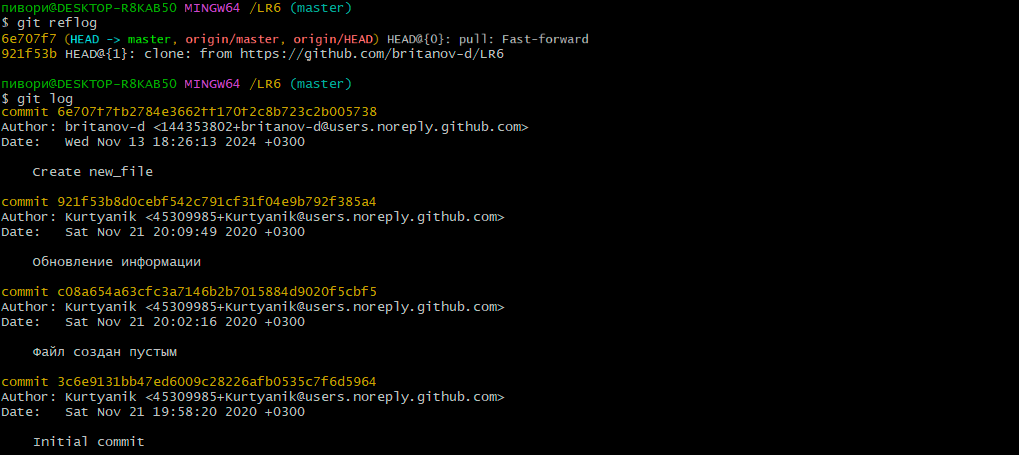 пивори@DESKTOP-R8KAB50 MINGW64 /LR6 (master)
$ git reflog
6e707f7 (HEAD -> master, origin/master, origin/HEAD) HEAD@{0}: pull: Fast-forward
921f53b HEAD@{1}: clone: from https://github.com/britanov-d/LR6
пивори@DESKTOP-R8KAB50 MINGW64 /LR6 (master)
$ git log
commit 6e707f7fb2784e3662ff170f2c8b723c2b005738
Author: britanov-d <144353802+britanov-d@users.noreply.github.com>
Date:   Wed Nov 13 18:26:13 2024 +0300
    Create new_file
commit 921f53b8d0cebf542c791cf31f04e9b792f385a4
Author: Kurtyanik <45309985+Kurtyanik@users.noreply.github.com>
Date:   Sat Nov 21 20:09:49 2020 +0300
    Обновление информации
commit c08a654a63cfc3a7146b2b7015884d9020f5cbf5
Author: Kurtyanik <45309985+Kurtyanik@users.noreply.github.com>
Date:   Sat Nov 21 20:02:16 2020 +0300
    Файл создан пустым
commit 3c6e9131bb47ed6009c28226afb0535c7f6d5964
Author: Kurtyanik <45309985+Kurtyanik@users.noreply.github.com>
Date:   Sat Nov 21 19:58:20 2020 +0300
    Initial commit